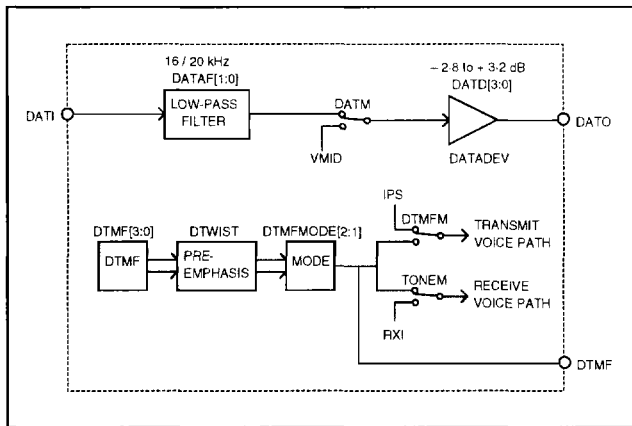 16 / 20 kHz
DATAF[1:0]
LOW-PASS
FILTER
DATI
DATM
VMID
– 2·8 lo + 3·2 dB
DATD[3:0]
DATADEV
DATO
DTMF[3:0]
DTMF
DTWIST
PRE-
EMPHASIS
DTMFMODE[2:1]
MODE
IPS
DTMFM
TRANSMIT
VOICE PATH
TONEM
RECEIVE
VOICE PATH
RXI
DTMF